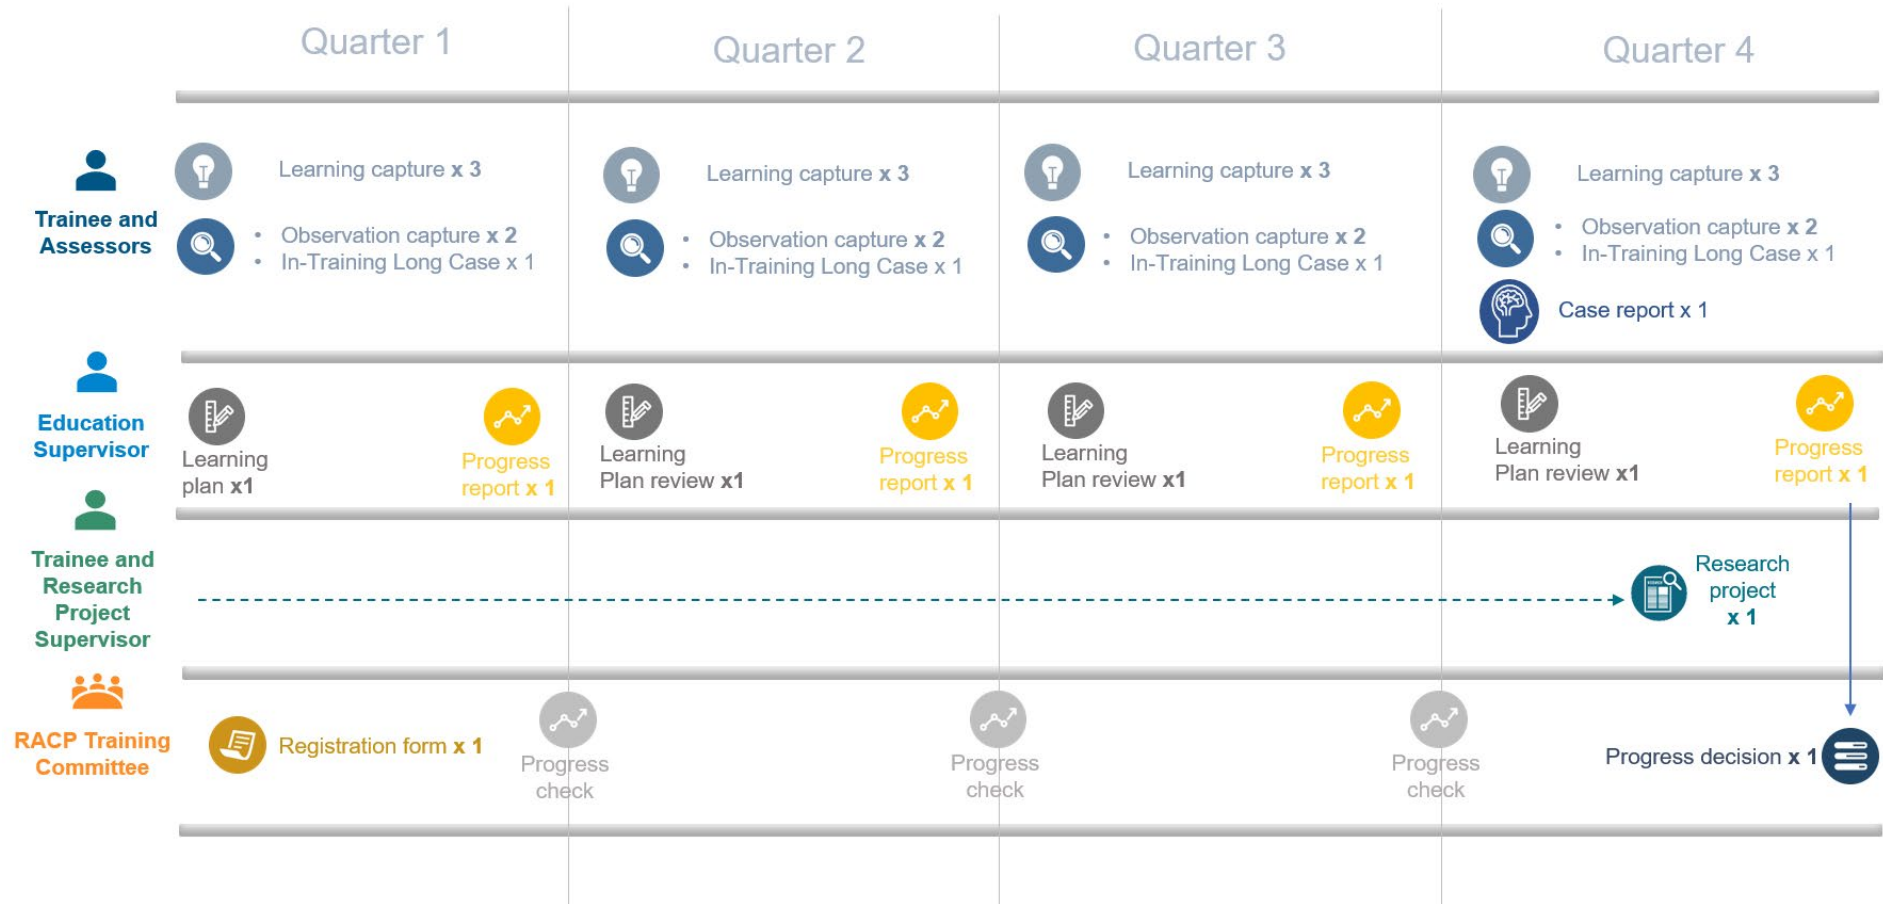 Quarter 1
Quarter 2
Quarter 3
Quarter 4
Trainee and
Assessors
Learning capture x 3
• Observation capture x 2
• In-Training Long Case x 1
Learning capture x 3
• Observation capture x 2
• In-Training Long Case x 1
Learning capture x 3
• Observation capture x 2
• In-Training Long Case x 1
Learning capture x 3
• Observation capture x 2
• In-Training Long Case x 1
Case report x 1
Education
Supervisor
Learning
plan x1
Progress
report x 1
Learning
Plan review x1
Progress
report x 1
Learning
Plan review x1
Progress
report x 1
Learning
Plan review x1
Progress
report x 1
Trainee and
Research
Project
Supervisor
Research
project
x 1
RACP Training
Committee
Registration form x 1
Progress
check
Progress
check
Progress
check
Progress decision x 1